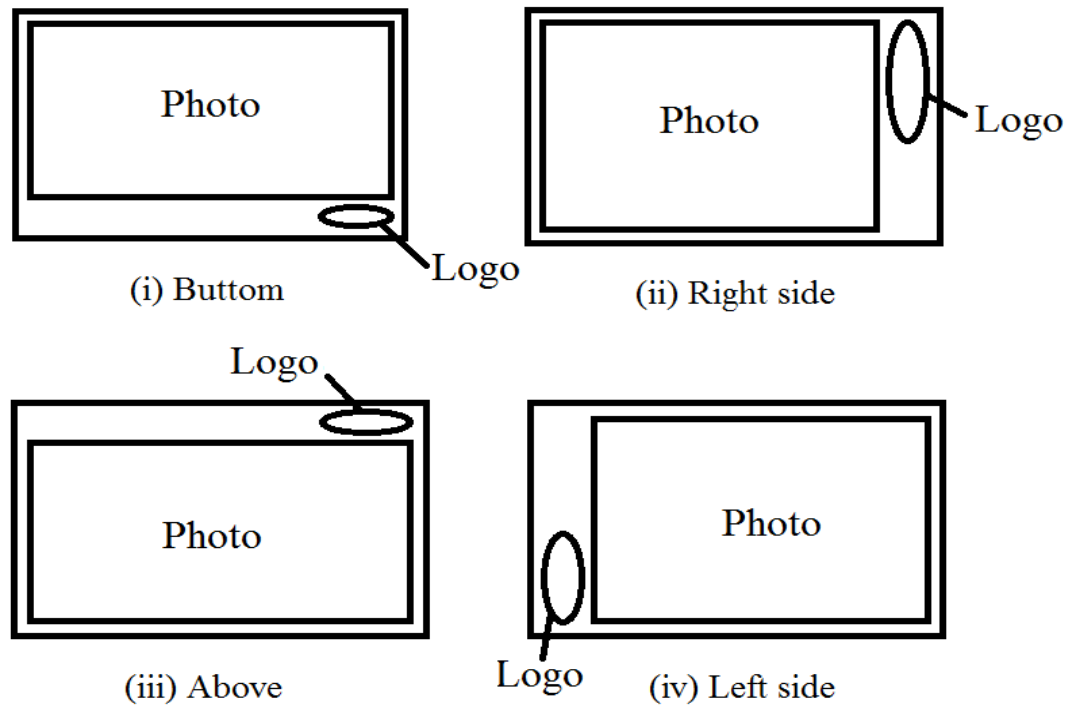 Photo
Logo
(i) Buttom
Photo
Logo
(ii) Right side
Logo
Photo
(iii) Above
Photo
Logo
(iv) Left side